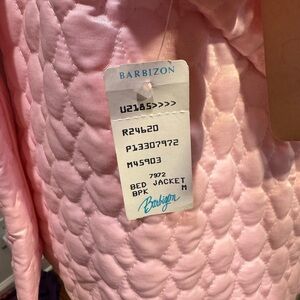 BARBIZON
U2185>>>>
R24620
P13307972
M45903
7972
BED JACKET
BPK M
Barbizon